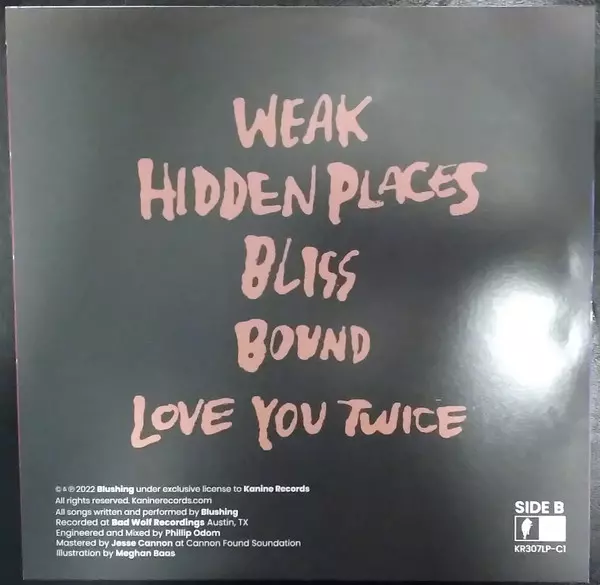 WEAK
HIDDEN PLACES
BLISS
BOUND
LOVE YOU TWICE
© & ℗ 2022 Blushing under exclusive license to Kanine Records
All rights reserved. Kaninerecords.com
All songs written and performed by Blushing
Recorded at Bad Wolf Recordings Austin, TX
Engineered and Mixed by Phillip Odom
Mastered by Jesse Cannon at Cannon Found Soundation
Illustration by Meghan Baas
SIDE B
KR307LP-C1